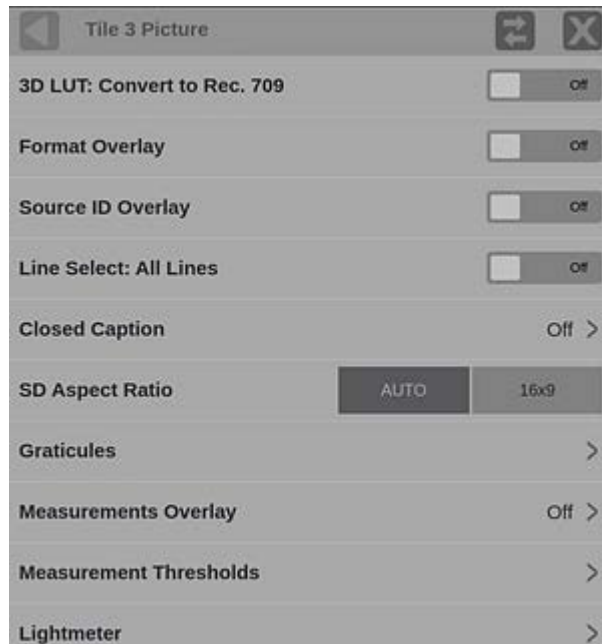 Tile 3 Picture
3D LUT: Convert to Rec. 709 Off
Format Overlay Off
Source ID Overlay Off
Line Select: All Lines Off
Closed Caption Off
SD Aspect Ratio AUTO 16x9
Graticules
Measurements Overlay Off
Measurement Thresholds
Lightmeter